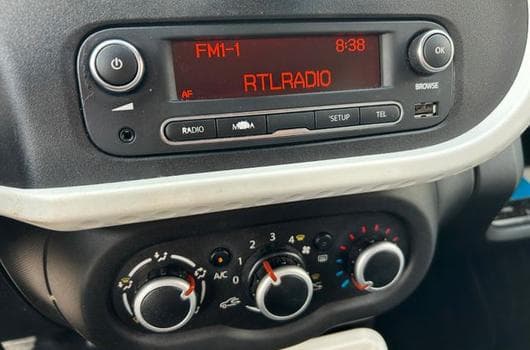 FM1-1 8:38
AF RTLRADIO
OK
BROWSE
RADIO MEDIA SETUP TEL
A/C 0 1 2 3 4